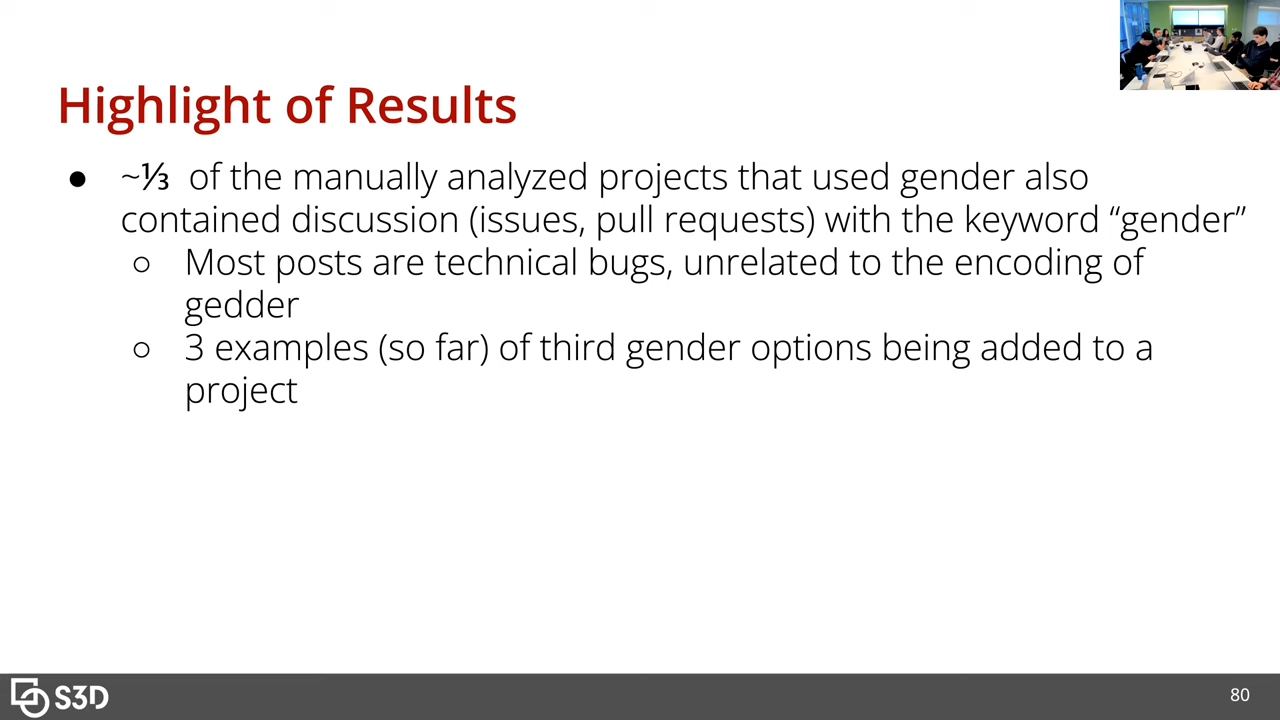 Highlight of Results
● ~⅓ of the manually analyzed projects that used gender also
contained discussion (issues, pull requests) with the keyword “gender”
○ Most posts are technical bugs, unrelated to the encoding of
gedder
○ 3 examples (so far) of third gender options being added to a
project
S3D
80